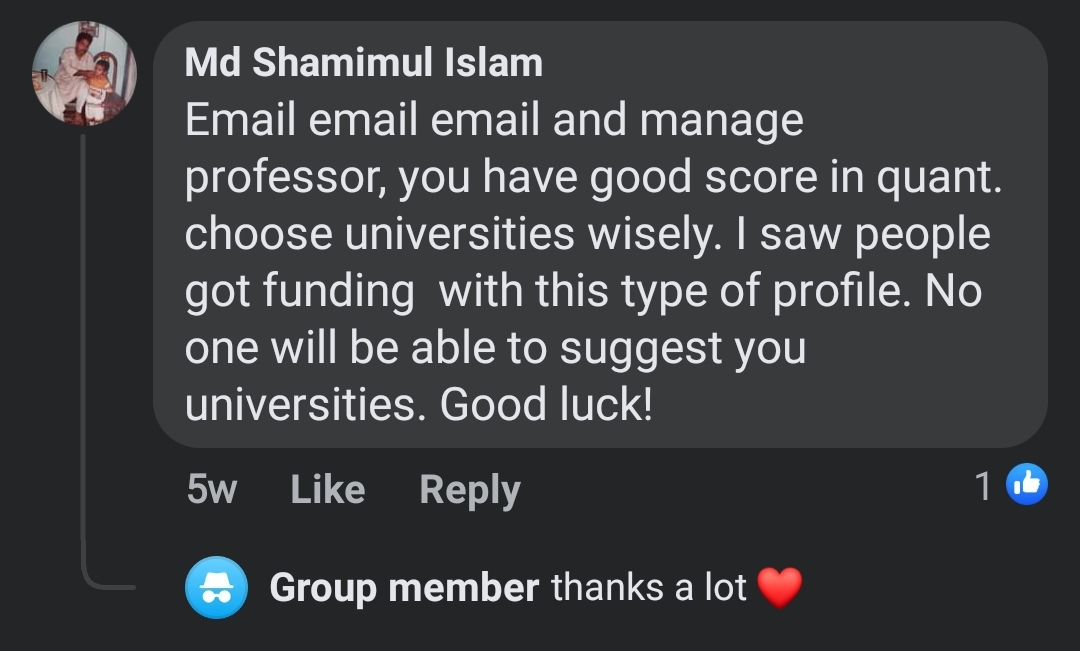 Md Shamimul Islam
Email email email and manage
professor, you have good score in quant.
choose universities wisely. I saw people
got funding  with this type of profile. No
one will be able to suggest you
universities. Good luck!
5w Like Reply 1
Group member thanks a lot ❤️